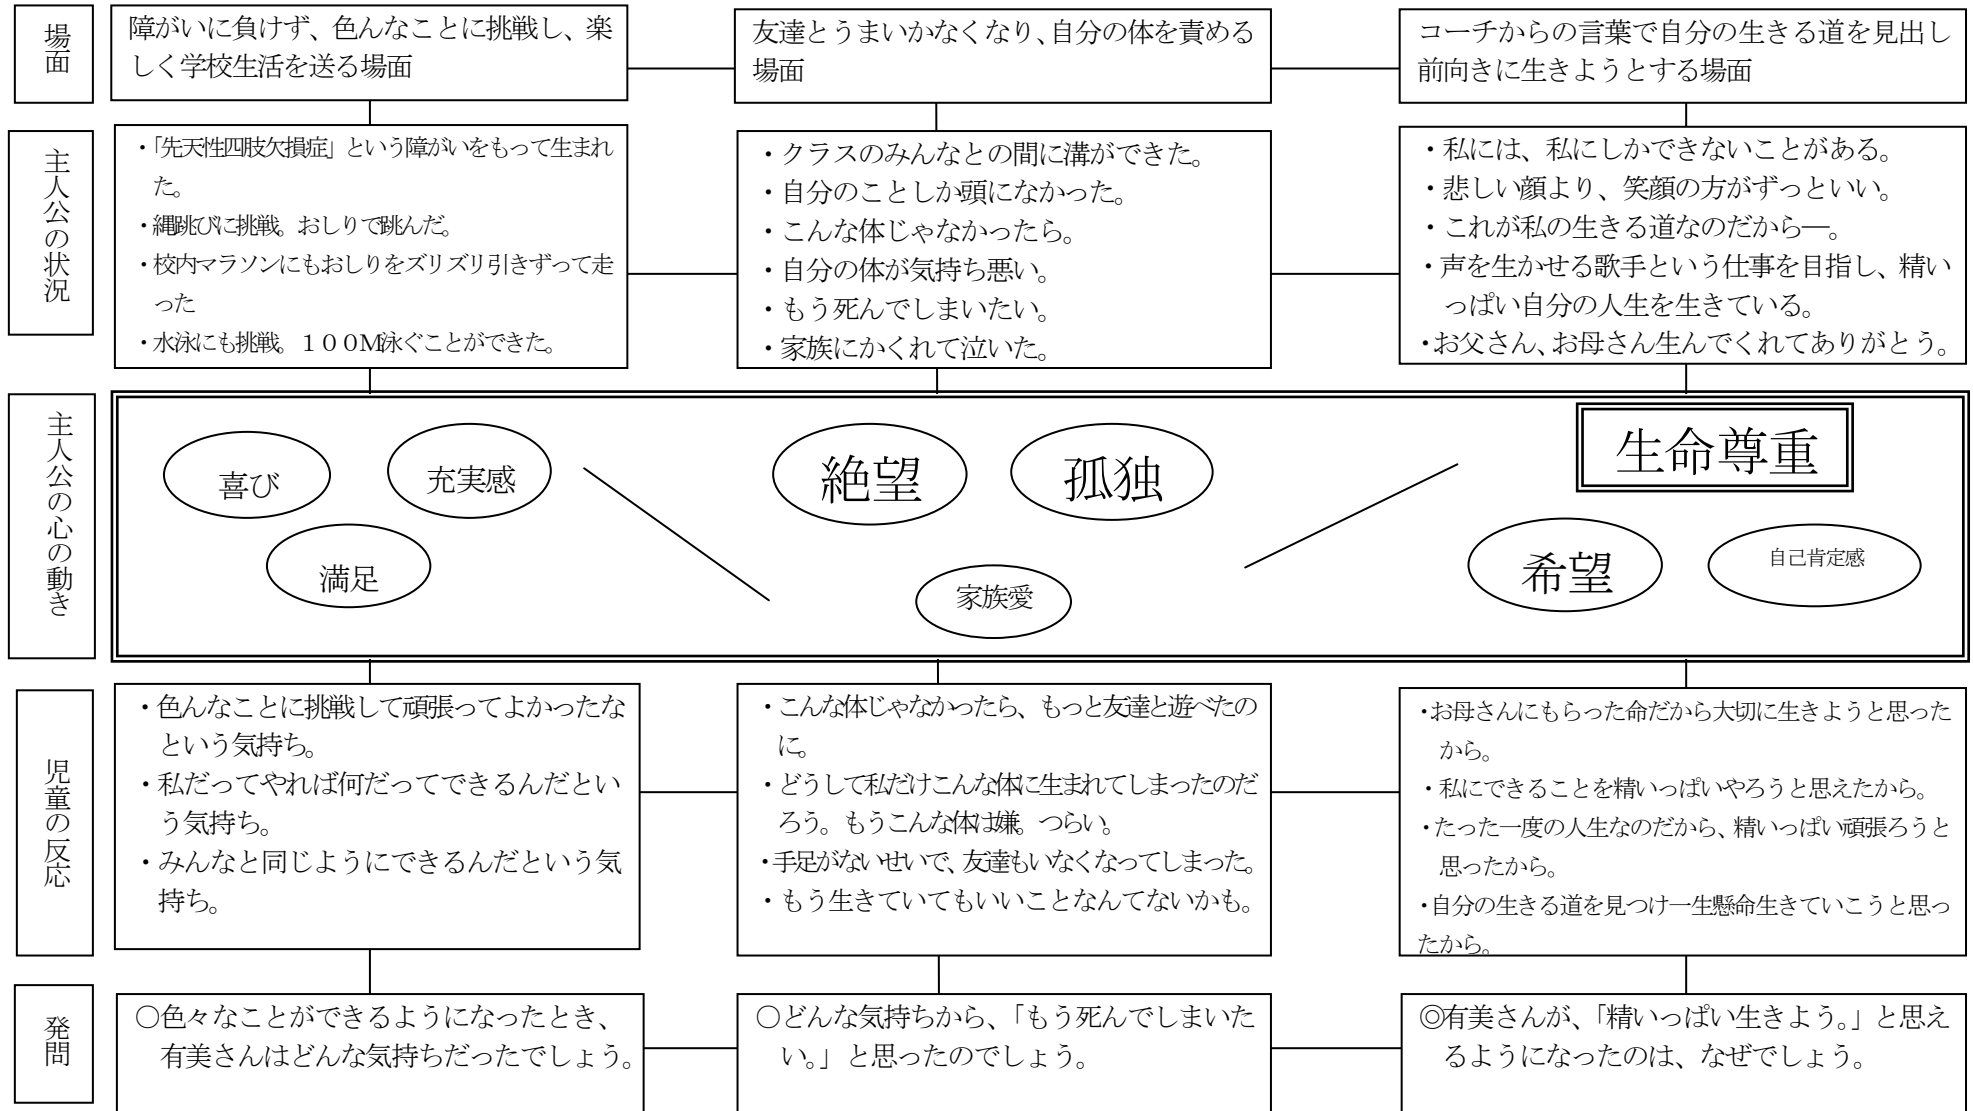 場面
障がいに負けず、色んなことに挑戦し、楽
しく学校生活を送る場面
友達とうまいかなくなり、自分の体を責める
場面
コーチからの言葉で自分の生きる道を見出し
前向きに生きようとする場面
主人公の状況
・「先天性四肢欠損症」という障がいをもって生まれ
た。
・縄跳びに挑戦。おしりで跳んだ。
・校内マラソンにもおしりをズリズリ引きずって走
った
・水泳にも挑戦。100M泳ぐことができた。
・クラスのみんなとの間に溝ができた。
・自分のことしか頭になかった。
・こんな体じゃなかったら。
・自分の体が気持ち悪い。
・もう死んでしまいたい。
・家族にかくれて泣いた。
・私には、私にしかできないことがある。
・悲しい顔より、笑顔の方がずっといい。
・これが私の生きる道なのだから―。
・声を生かせる歌手という仕事を目指し、精い
っぱい自分の人生を生きている。
・お父さん、お母さん生んでくれてありがとう。
主人公の心の動き
喜び
充実感
満足
絶望
孤独
家族愛
生命尊重
希望
自己肯定感
児童の反応
・色んなことに挑戦して頑張ってよかったな
という気持ち。
・私だってやれば何だってできるんだとい
う気持ち。
・みんなと同じようにできるんだという気
持ち。
・こんな体じゃなかったら、もっと友達と遊べたの
に。
・どうして私だけこんな体に生まれてしまったのだ
ろう。もうこんな体は嫌。つらい。
・手足がないせいで、友達もいなくなってしまった。
・もう生きていてもいいことなんてないかも。
・お母さんにもらった命だから大切に生きようと思った
から。
・私にできることを精いっぱいやろうと思えたから。
・たった一度の人生なのだから、精いっぱい頑張ろうと
思ったから。
・自分の生きる道を見つけ一生懸命生きていこうと思っ
たから。
発問
○色々なことができるようになったとき、
有美さんはどんな気持ちだったでしょう。
○どんな気持ちから、「もう死んでしまいた
い。」と思ったのでしょう。
◎有美さんが、「精いっぱい生きよう。」と思え
るようになったのは、なぜでしょう。